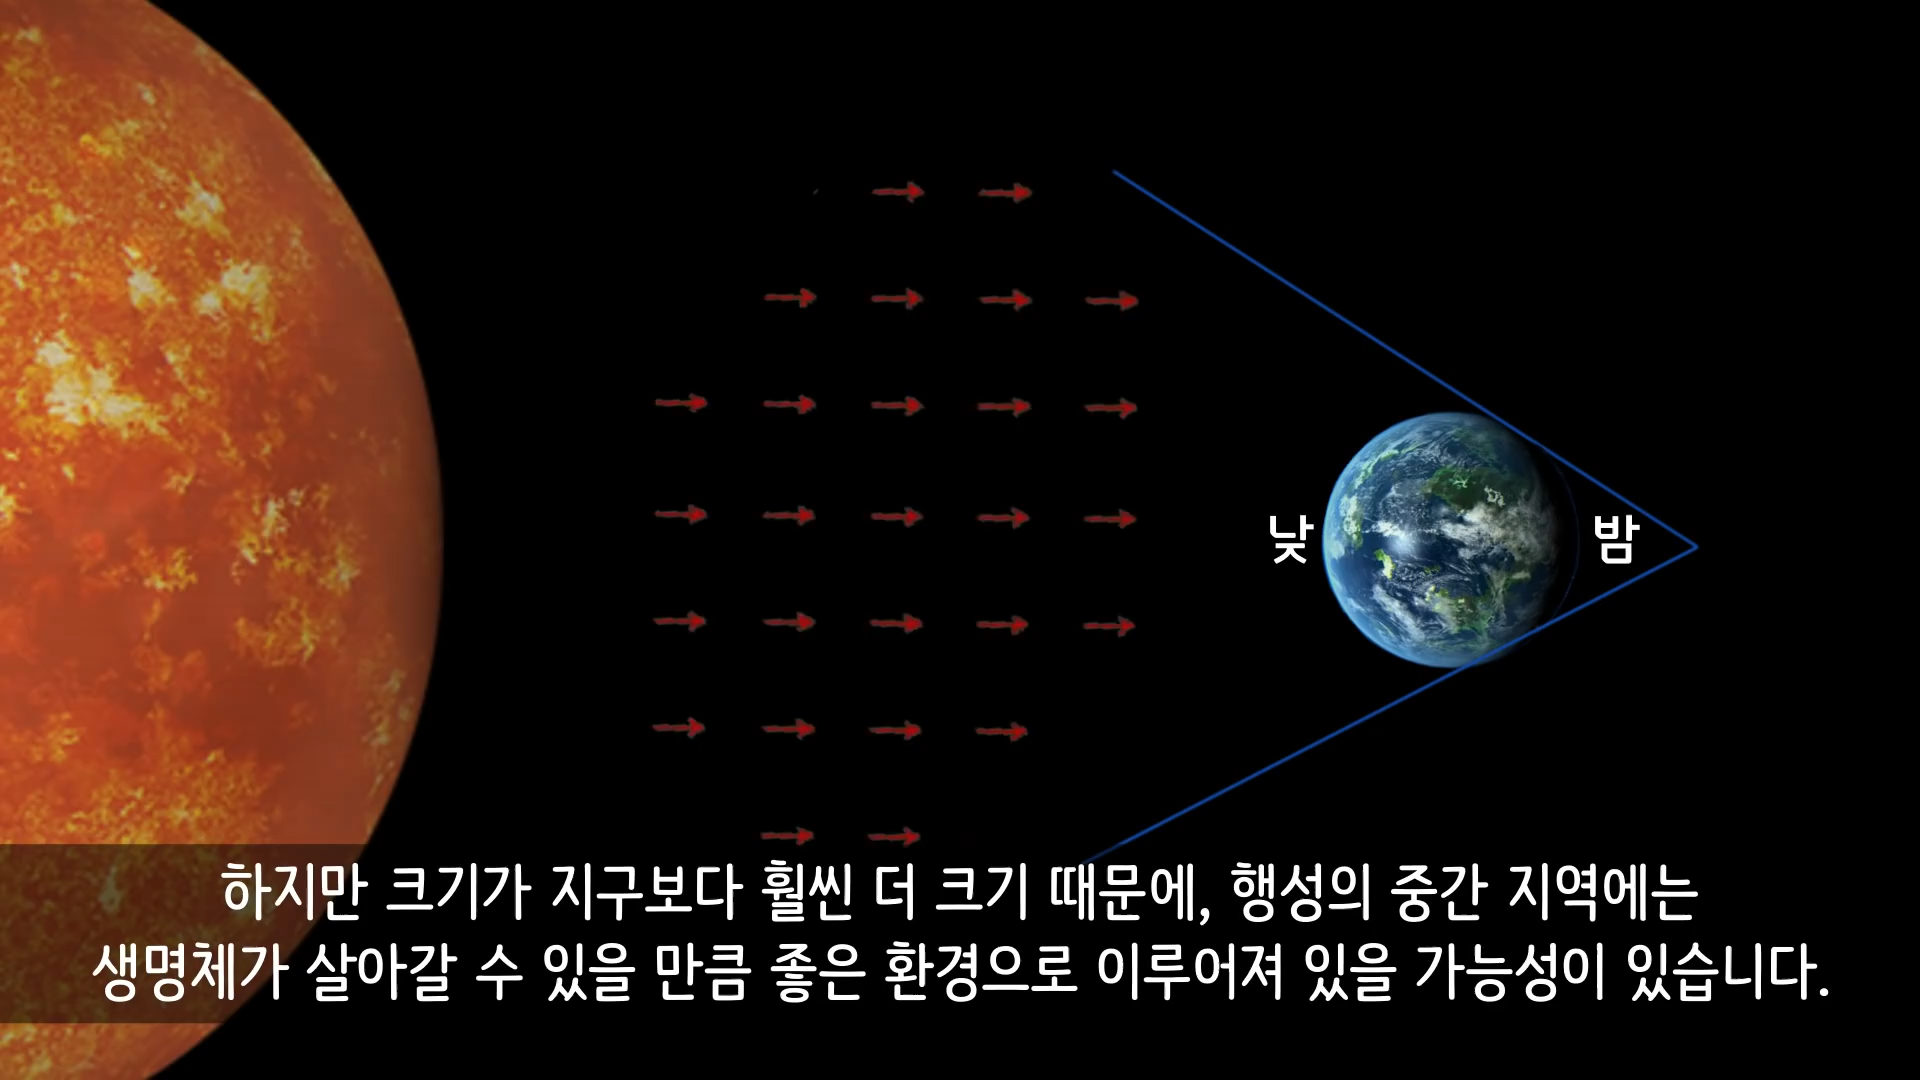 낮
밤
하지만 크기가 지구보다 훨씬 더 크기 때문에, 행성의 중간 지역에는
생명체가 살아갈 수 있을 만큼 좋은 환경으로 이루어져 있을 가능성이 있습니다.